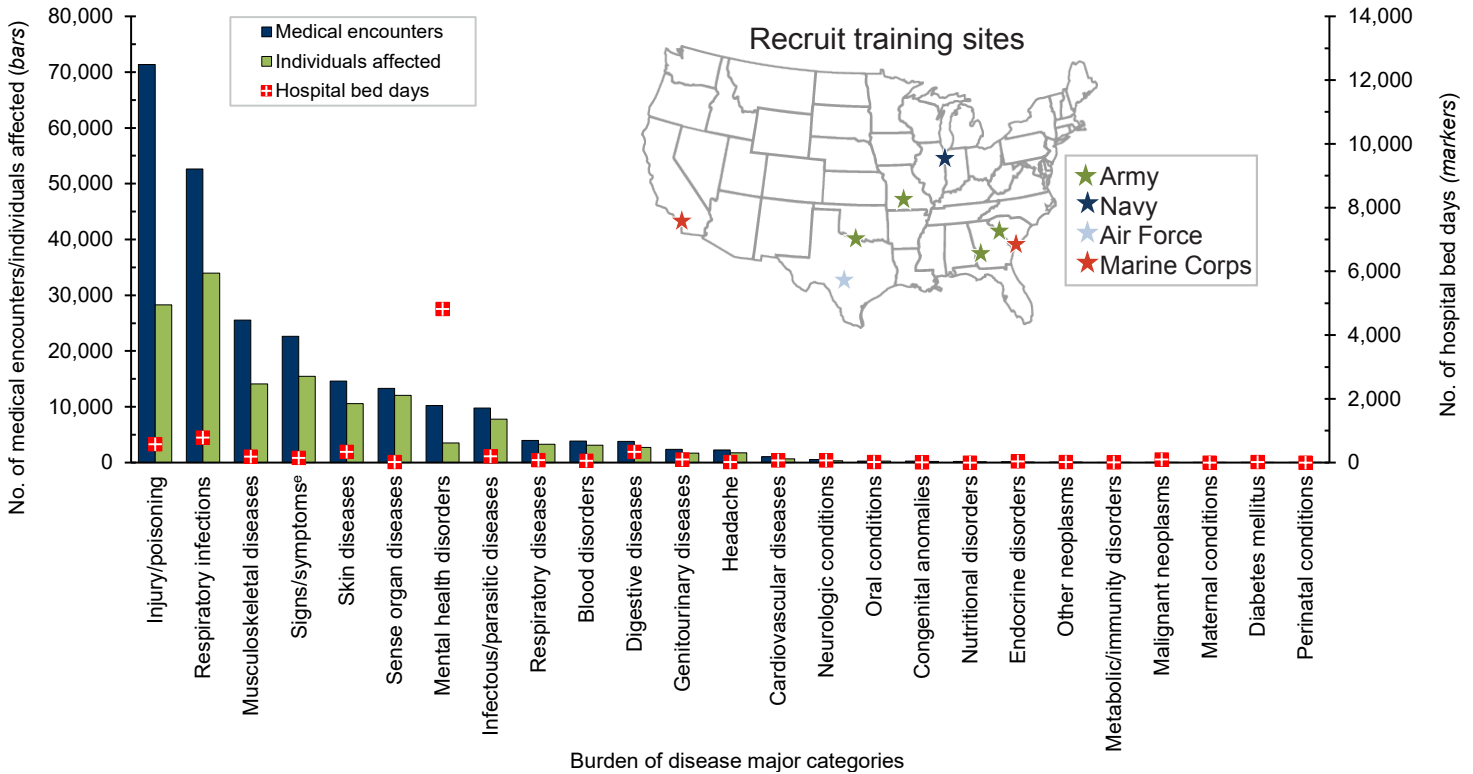 No. of medical encounters/individuals affected (bars)
80,000
70,000
60,000
50,000
40,000
30,000
20,000
10,000
0
Medical encounters
Individuals affected
Hospital bed days
Recruit training sites
Army
Navy
Air Force
Marine Corps
14,000
12,000
10,000
8,000
6,000
4,000
2,000
0
No. of hospital bed days (markers)
Injury/poisoning
Respiratory infections
Musculoskeletal diseases
Signs/symptomsᵉ
Skin diseases
Sense organ diseases
Mental health disorders
Infectous/parasitic diseases
Respiratory diseases
Blood disorders
Digestive diseases
Genitourinary diseases
Headache
Cardiovascular diseases
Neurologic conditions
Oral conditions
Congenital anomalies
Nutritional disorders
Endocrine disorders
Other neoplasms
Metabolic/immunity disorders
Malignant neoplasms
Maternal conditions
Diabetes mellitus
Perinatal conditions
Burden of disease major categories